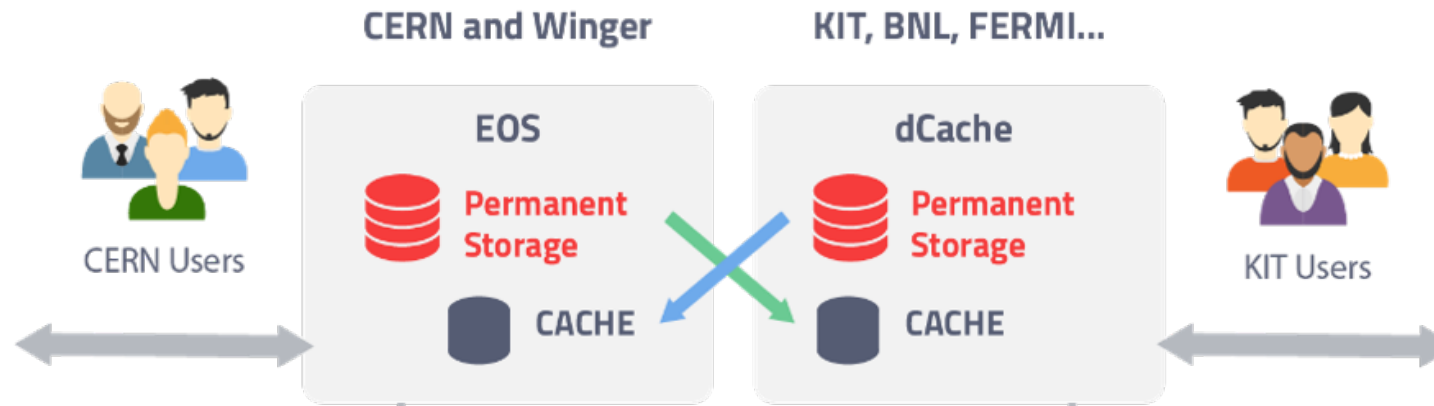 CERN and Winger
KIT, BNL, FERMI...
EOS
dCache
Permanent
Storage
Permanent
Storage
CERN Users
KIT Users
CACHE
CACHE